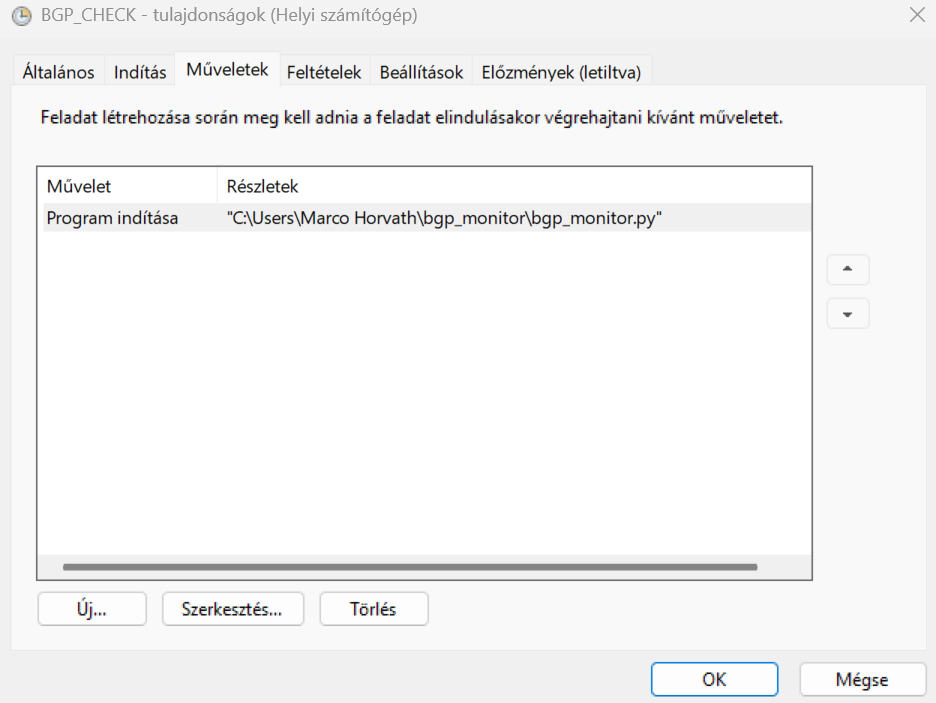 BGP_CHECK - tulajdonságok (Helyi számítógép)
Általános Indítás Műveletek Feltételek Beállítások Előzmények (letiltva)
Feladat létrehozása során meg kell adnia a feladat elindulásakor végrehajtani kívánt műveletet.
Művelet Részletek
Program indítása "C:\Users\Marco Horvath\bgp_monitor\bgp_monitor.py"
Új... Szerkesztés... Törlés
OK Mégse